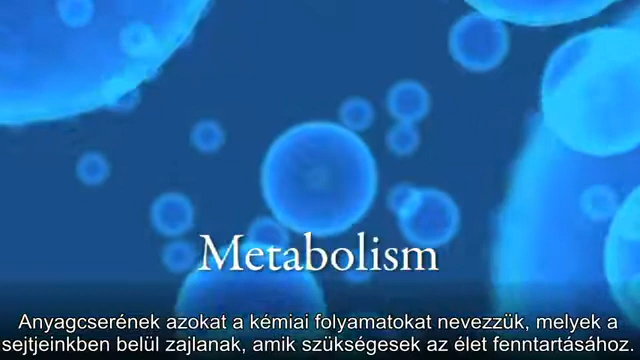 Metabolism
Anyagcserének azokat a kémiai folyamatokat nevezzük, melyek a
sejtjeinkben belül zajlanak, amik szükségesek az élet fenntartásához.